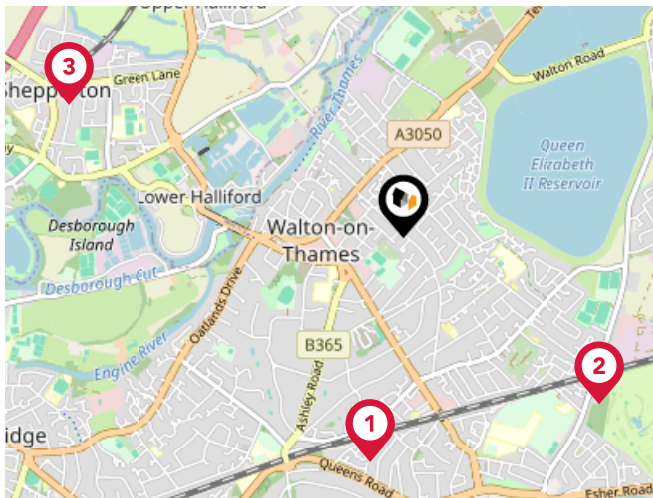 Upper Halliford
3
Green Lane
Shepperton
Walton Road
River Thames
A3050
Queen
Elizabeth
II Reservoir
Lower Halliford
Desborough
Island
Walton-on-
Thames
Desborough Cut
Oatlands Drive
Engine River
B365
Ashley Road
2
1
idge
Queens Road
Esher Road